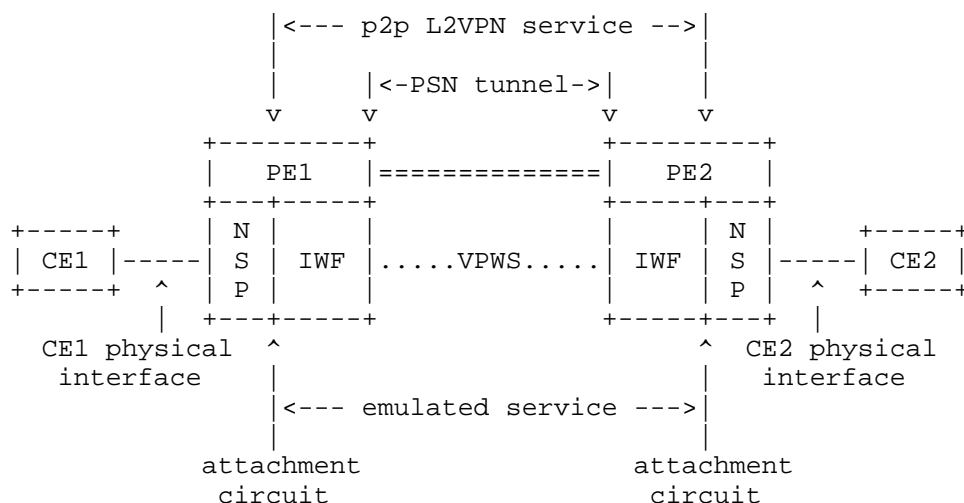 |<--- p2p L2VPN service --->|
|                           |
|     |<-PSN tunnel->|     |
v     v              v     v
+---------+              +---------+
|   PE1   |==============|   PE2   |
+---+-----+              +-----+---+
+-----+     | N |     |              |     | N |     +-----+
| CE1 |-----| S | IWF |.....VPWS.....| IWF | S |-----| CE2 |
+-----+  ^  | P |     |              |     | P |  ^  +-----+
|  +---+-----+              +-----+---+  |
CE1 physical  ^                          ^  CE2 physical
interface    |                          |    interface
|<--- emulated service --->|
|                          |
attachment                  attachment
circuit                    circuit